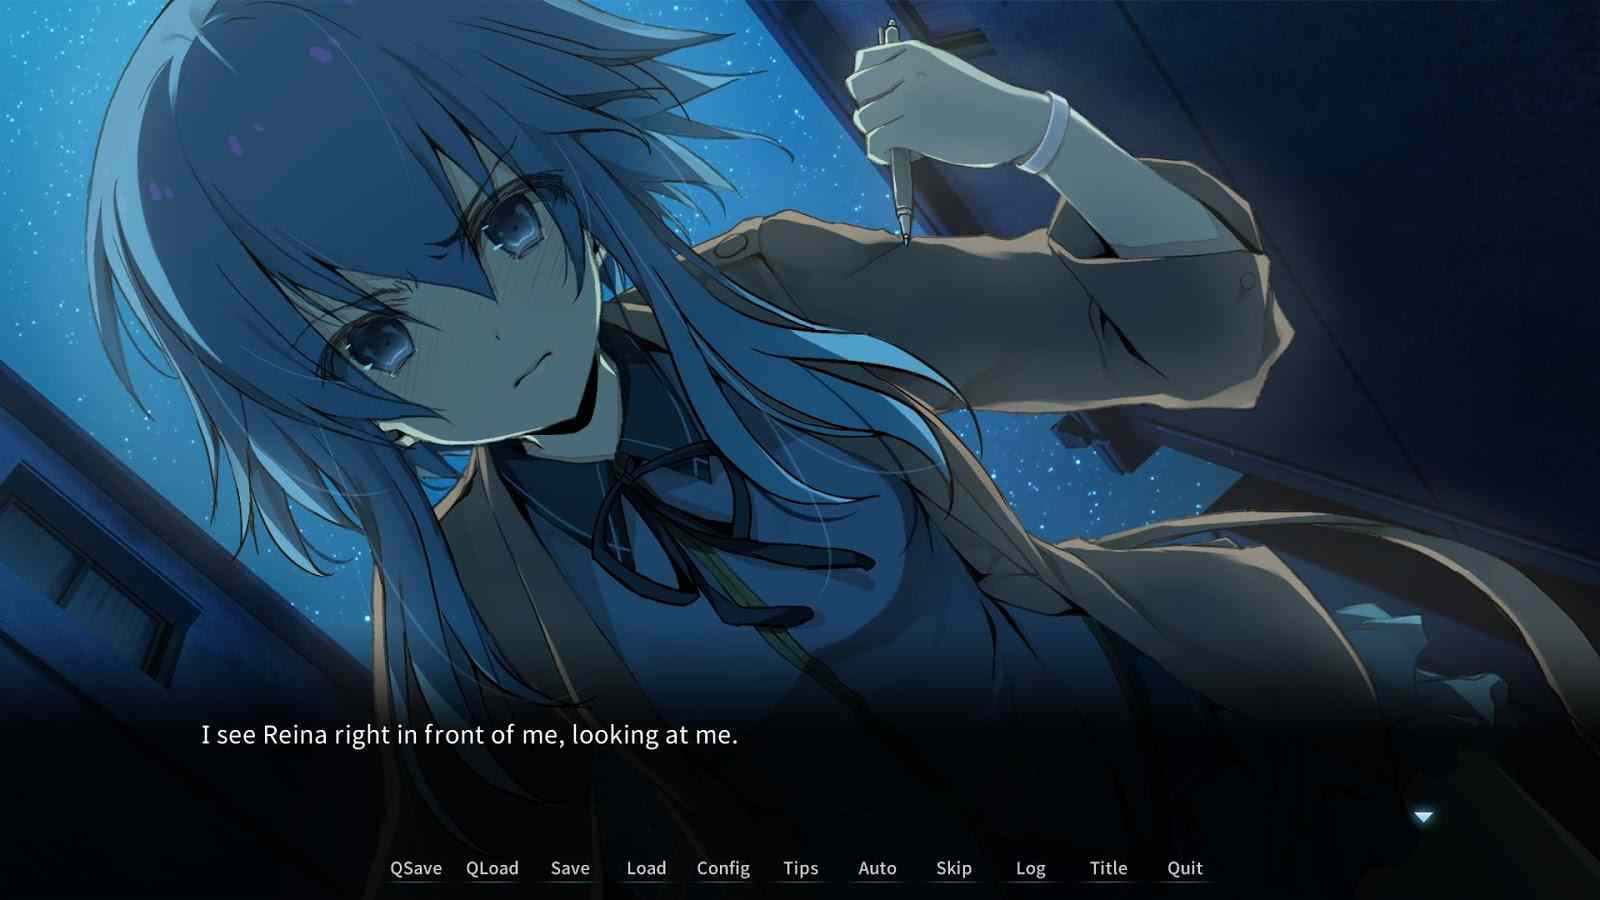 I see Reina right in front of me, looking at me.
QSave QLoad Save Load Config Tips Auto Skip Log Title Quit